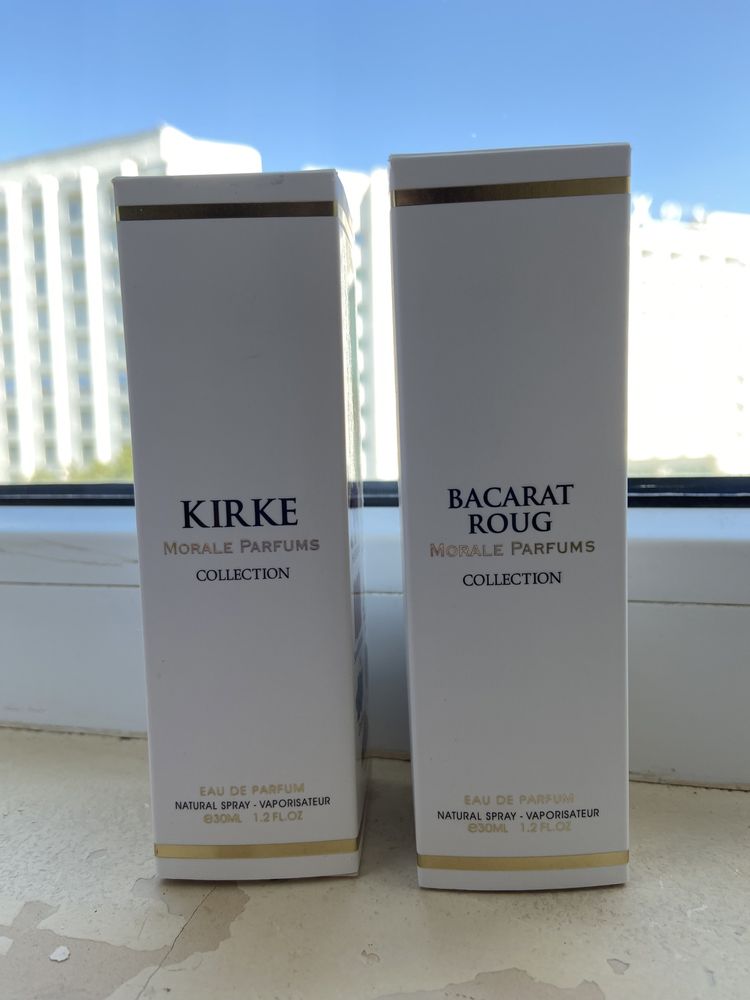 KIRKE
MORALE PARFUMS
COLLECTION
EAU DE PARFUM
NATURAL SPRAY - VAPORISATEUR
℮30ML 1.2 FL.OZ
BACARAT
ROUG
MORALE PARFUMS
COLLECTION
EAU DE PARFUM
NATURAL SPRAY - VAPORISATEUR
℮30ML 1.2 FL.OZ